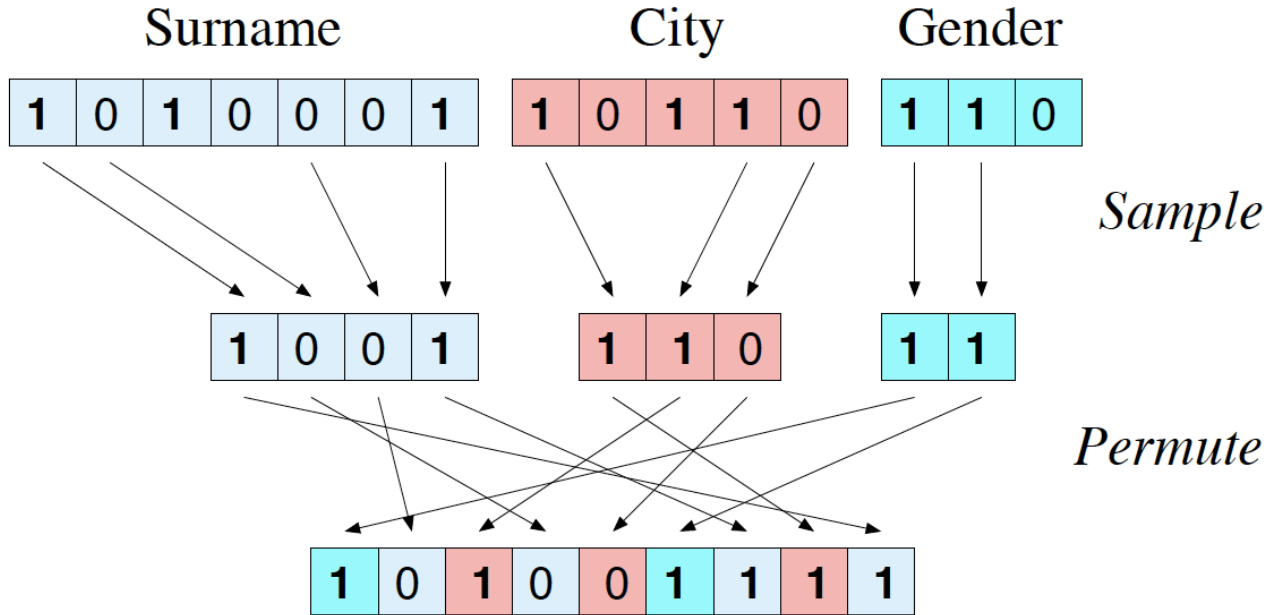 Surname City Gender
1 0 1 0 0 0 1 1 0 1 1 0 1 1 0
Sample
1 0 0 1 1 1 0 1 1
Permute
1 0 1 0 0 1 1 1 1